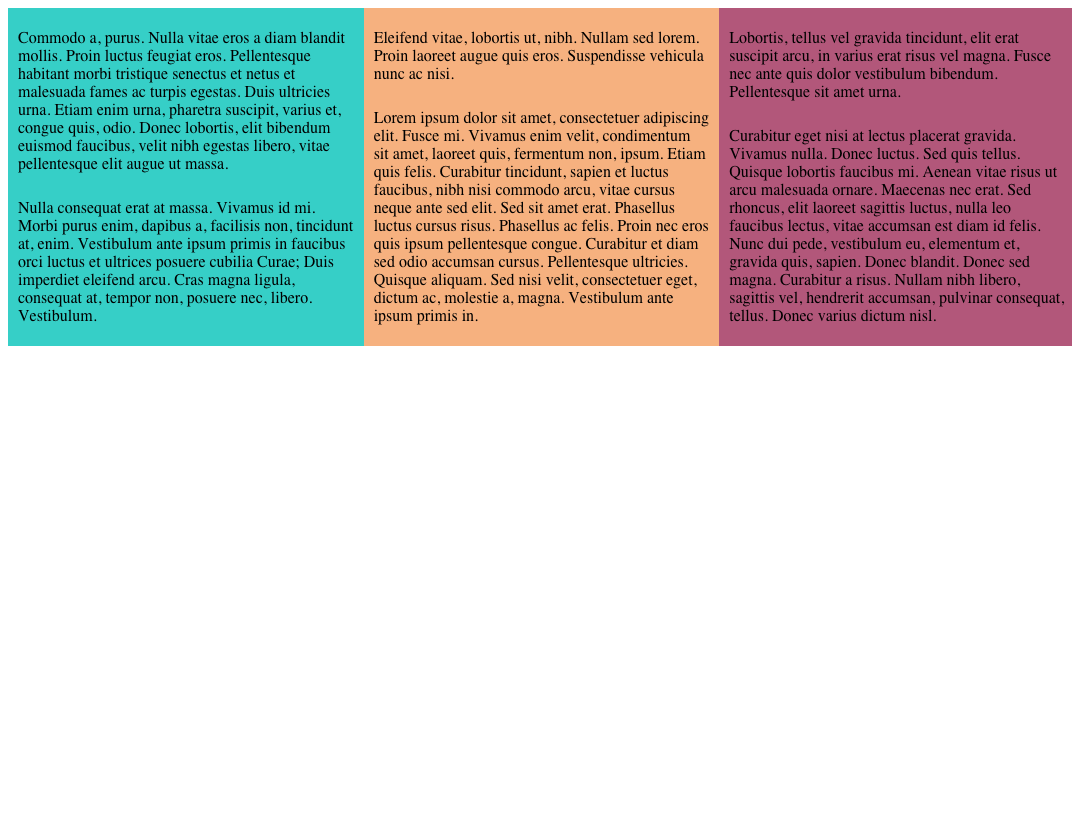 Commodo a, purus. Nulla vitae eros a diam blandit
mollis. Proin luctus feugiat eros. Pellentesque
habitant morbi tristique senectus et netus et
malesuada fames ac turpis egestas. Duis ultricies
urna. Etiam enim urna, pharetra suscipit, varius et,
congue quis, odio. Donec lobortis, elit bibendum
euismod faucibus, velit nibh egestas libero, vitae
pellentesque elit augue ut massa.
Nulla consequat erat at massa. Vivamus id mi.
Morbi purus enim, dapibus a, facilisis non, tincidunt
at, enim. Vestibulum ante ipsum primis in faucibus
orci luctus et ultrices posuere cubilia Curae; Duis
imperdiet eleifend arcu. Cras magna ligula,
consequat at, tempor non, posuere nec, libero.
Vestibulum.
Eleifend vitae, lobortis ut, nibh. Nullam sed lorem.
Proin laoreet augue quis eros. Suspendisse vehicula
nunc ac nisi.
Lorem ipsum dolor sit amet, consectetuer adipiscing
elit. Fusce mi. Vivamus enim velit, condimentum
sit amet, laoreet quis, fermentum non, ipsum. Etiam
quis felis. Curabitur tincidunt, sapien et luctus
faucibus, nibh nisi commodo arcu, vitae cursus
neque ante sed elit. Sed sit amet erat. Phasellus
luctus cursus risus. Phasellus ac felis. Proin nec eros
quis ipsum pellentesque congue. Curabitur et diam
sed odio accumsan cursus. Pellentesque ultricies.
Quisque aliquam. Sed nisi velit, consectetuer eget,
dictum ac, molestie a, magna. Vestibulum ante
ipsum primis in.
Lobortis, tellus vel gravida tincidunt, elit erat
suscipit arcu, in varius erat risus vel magna. Fusce
nec ante quis dolor vestibulum bibendum.
Pellentesque sit amet urna.
Curabitur eget nisi at lectus placerat gravida.
Vivamus nulla. Donec luctus. Sed quis tellus.
Quisque lobortis faucibus mi. Aenean vitae risus ut
arcu malesuada ornare. Maecenas nec erat. Sed
rhoncus, elit laoreet sagittis luctus, nulla leo
faucibus lectus, vitae accumsan est diam id felis.
Nunc dui pede, vestibulum eu, elementum et,
gravida quis, sapien. Donec blandit. Donec sed
magna. Curabitur a risus. Nullam nibh libero,
sagittis vel, hendrerit accumsan, pulvinar consequat,
tellus. Donec varius dictum nisl.